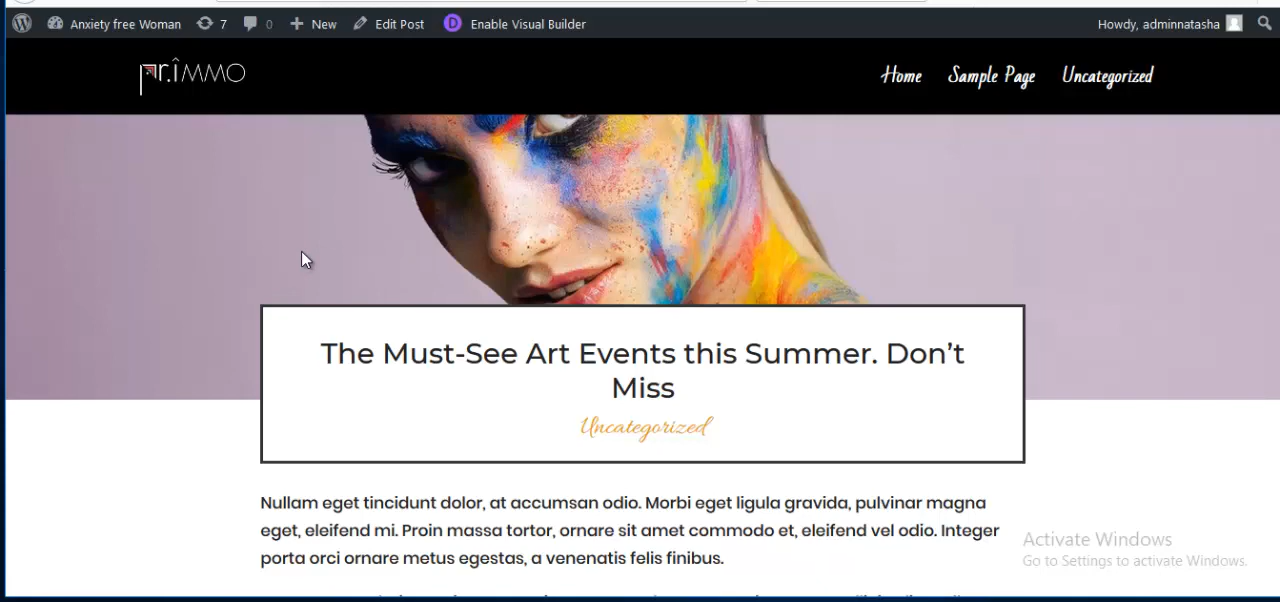 Anxiety free Woman 7 0 New Edit Post D Enable Visual Builder Howdy, adminnatasha
pr.îMMO Home Sample Page Uncategorized
The Must-See Art Events this Summer. Don’t
Miss
Uncategorized
Nullam eget tincidunt dolor, at accumsan odio. Morbi eget ligula gravida, pulvinar magna
eget, eleifend mi. Proin massa tortor, ornare sit amet commodo et, eleifend vel odio. Integer
porta orci ornare metus egestas, a venenatis felis finibus.
Activate Windows
Go to Settings to activate Windows.